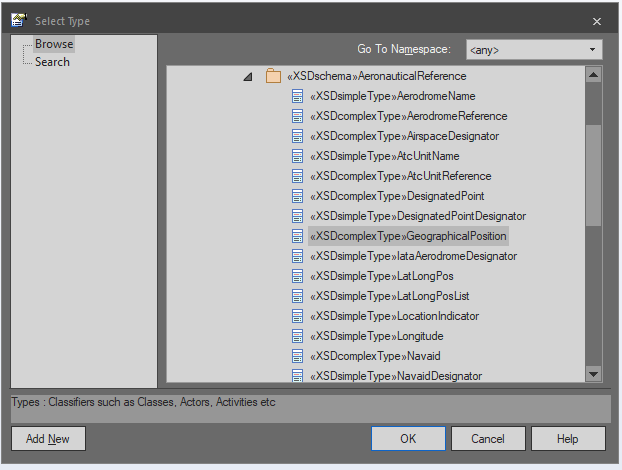 Select Type
Browse
Search
Go To Namespace: <any>
«XSDschema»AeronauticalReference
«XSDsimpleType»AerodromeName
«XSDcomplexType»AerodromeReference
«XSDcomplexType»AirspaceDesignator
«XSDsimpleType»AtcUnitName
«XSDcomplexType»AtcUnitReference
«XSDcomplexType»DesignatedPoint
«XSDsimpleType»DesignatedPointDesignator
«XSDcomplexType»GeographicalPosition
«XSDsimpleType»IataAerodromeDesignator
«XSDsimpleType»LatLongPos
«XSDsimpleType»LatLongPosList
«XSDsimpleType»LocationIndicator
«XSDsimpleType»Longitude
«XSDcomplexType»Navaid
«XSDsimpleType»NavaidDesignator
Types : Classifiers such as Classes, Actors, Activities etc
Add New
OK
Cancel
Help